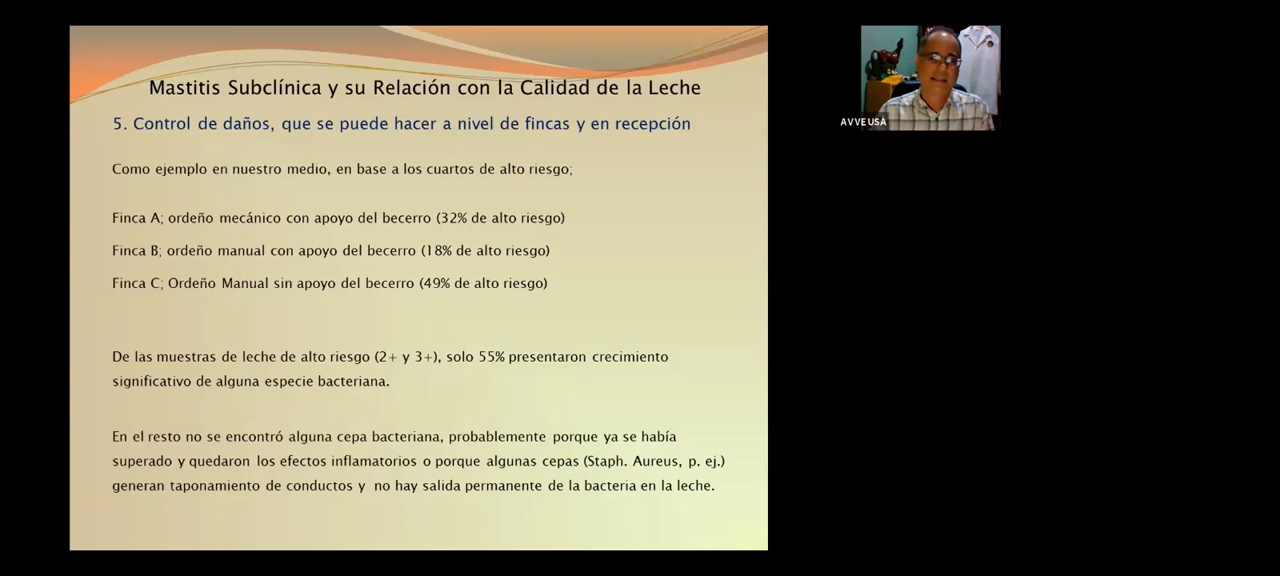 Mastitis Subclínica y su Relación con la Calidad de la Leche
5. Control de daños, que se puede hacer a nivel de fincas y en recepción
Como ejemplo en nuestro medio, en base a los cuartos de alto riesgo;
Finca A; ordeño mecánico con apoyo del becerro (32% de alto riesgo)
Finca B; ordeño manual con apoyo del becerro (18% de alto riesgo)
Finca C; Ordeño Manual sin apoyo del becerro (49% de alto riesgo)
De las muestras de leche de alto riesgo (2+ y 3+), solo 55% presentaron crecimiento
significativo de alguna especie bacteriana.
En el resto no se encontró alguna cepa bacteriana, probablemente porque ya se había
superado y quedaron los efectos inflamatorios o porque algunas cepas (Staph. Aureus, p. ej.)
generan taponamiento de conductos y no hay salida permanente de la bacteria en la leche.
AVVEUSA